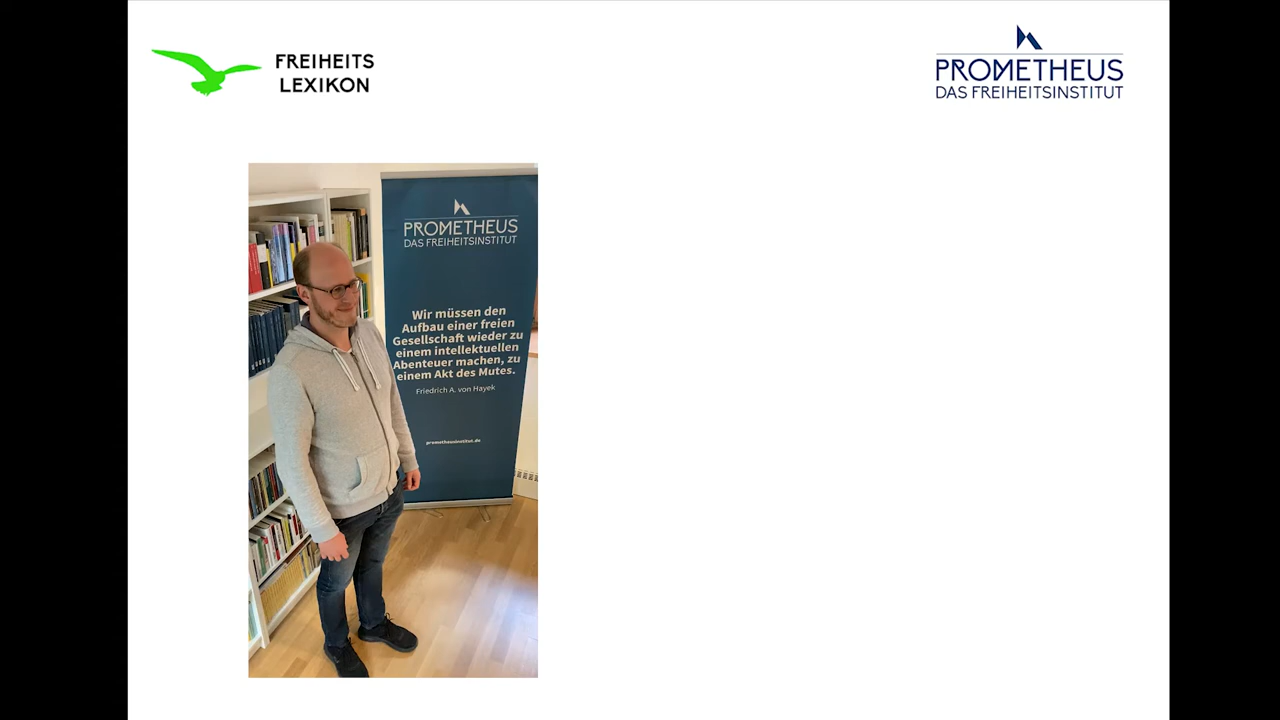 FREIHEITS
LEXIKON
PROMETHEUS
DAS FREIHEITSINSTITUT
PROMETHEUS
DAS FREIHEITSINSTITUT
Wir müssen den
Aufbau einer freien
Gesellschaft wieder zu
einem intellektuellen
Abenteuer machen, zu
einem Akt des Mutes.
Friedrich A. von Hayek
prometheusinstitut.de